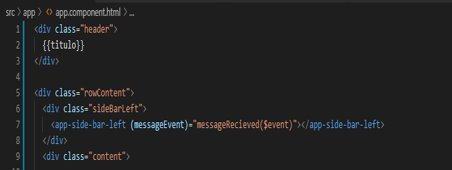 src > app > <> app.component.html > ...
1 <div class="header">
2 {{titulo}}
3 </div>
4
5 <div class="rowContent">
6 <div class="sideBarLeft">
7 <app-side-bar-left (messageEvent)="messageRecieved($event)"></app-side-bar-left>
8 </div>
9 <div class="content">